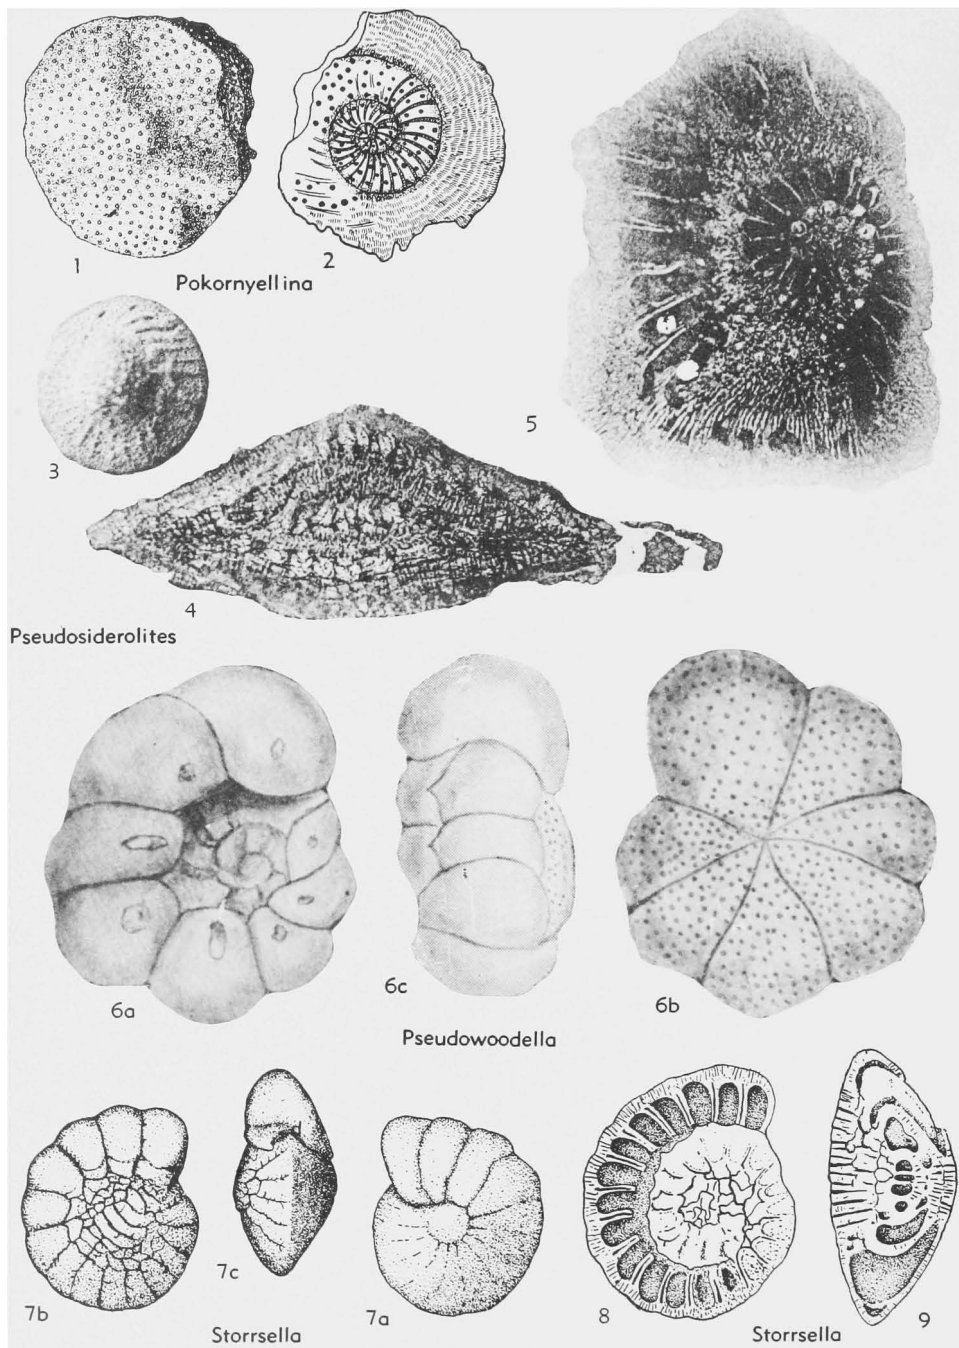 1
2
Pokornyellina
3
5
4
Pseudosiderolites
6a
6c
6b
Pseudowoodella
7b
7c
7a
8
9
Storrsella
Storrsella